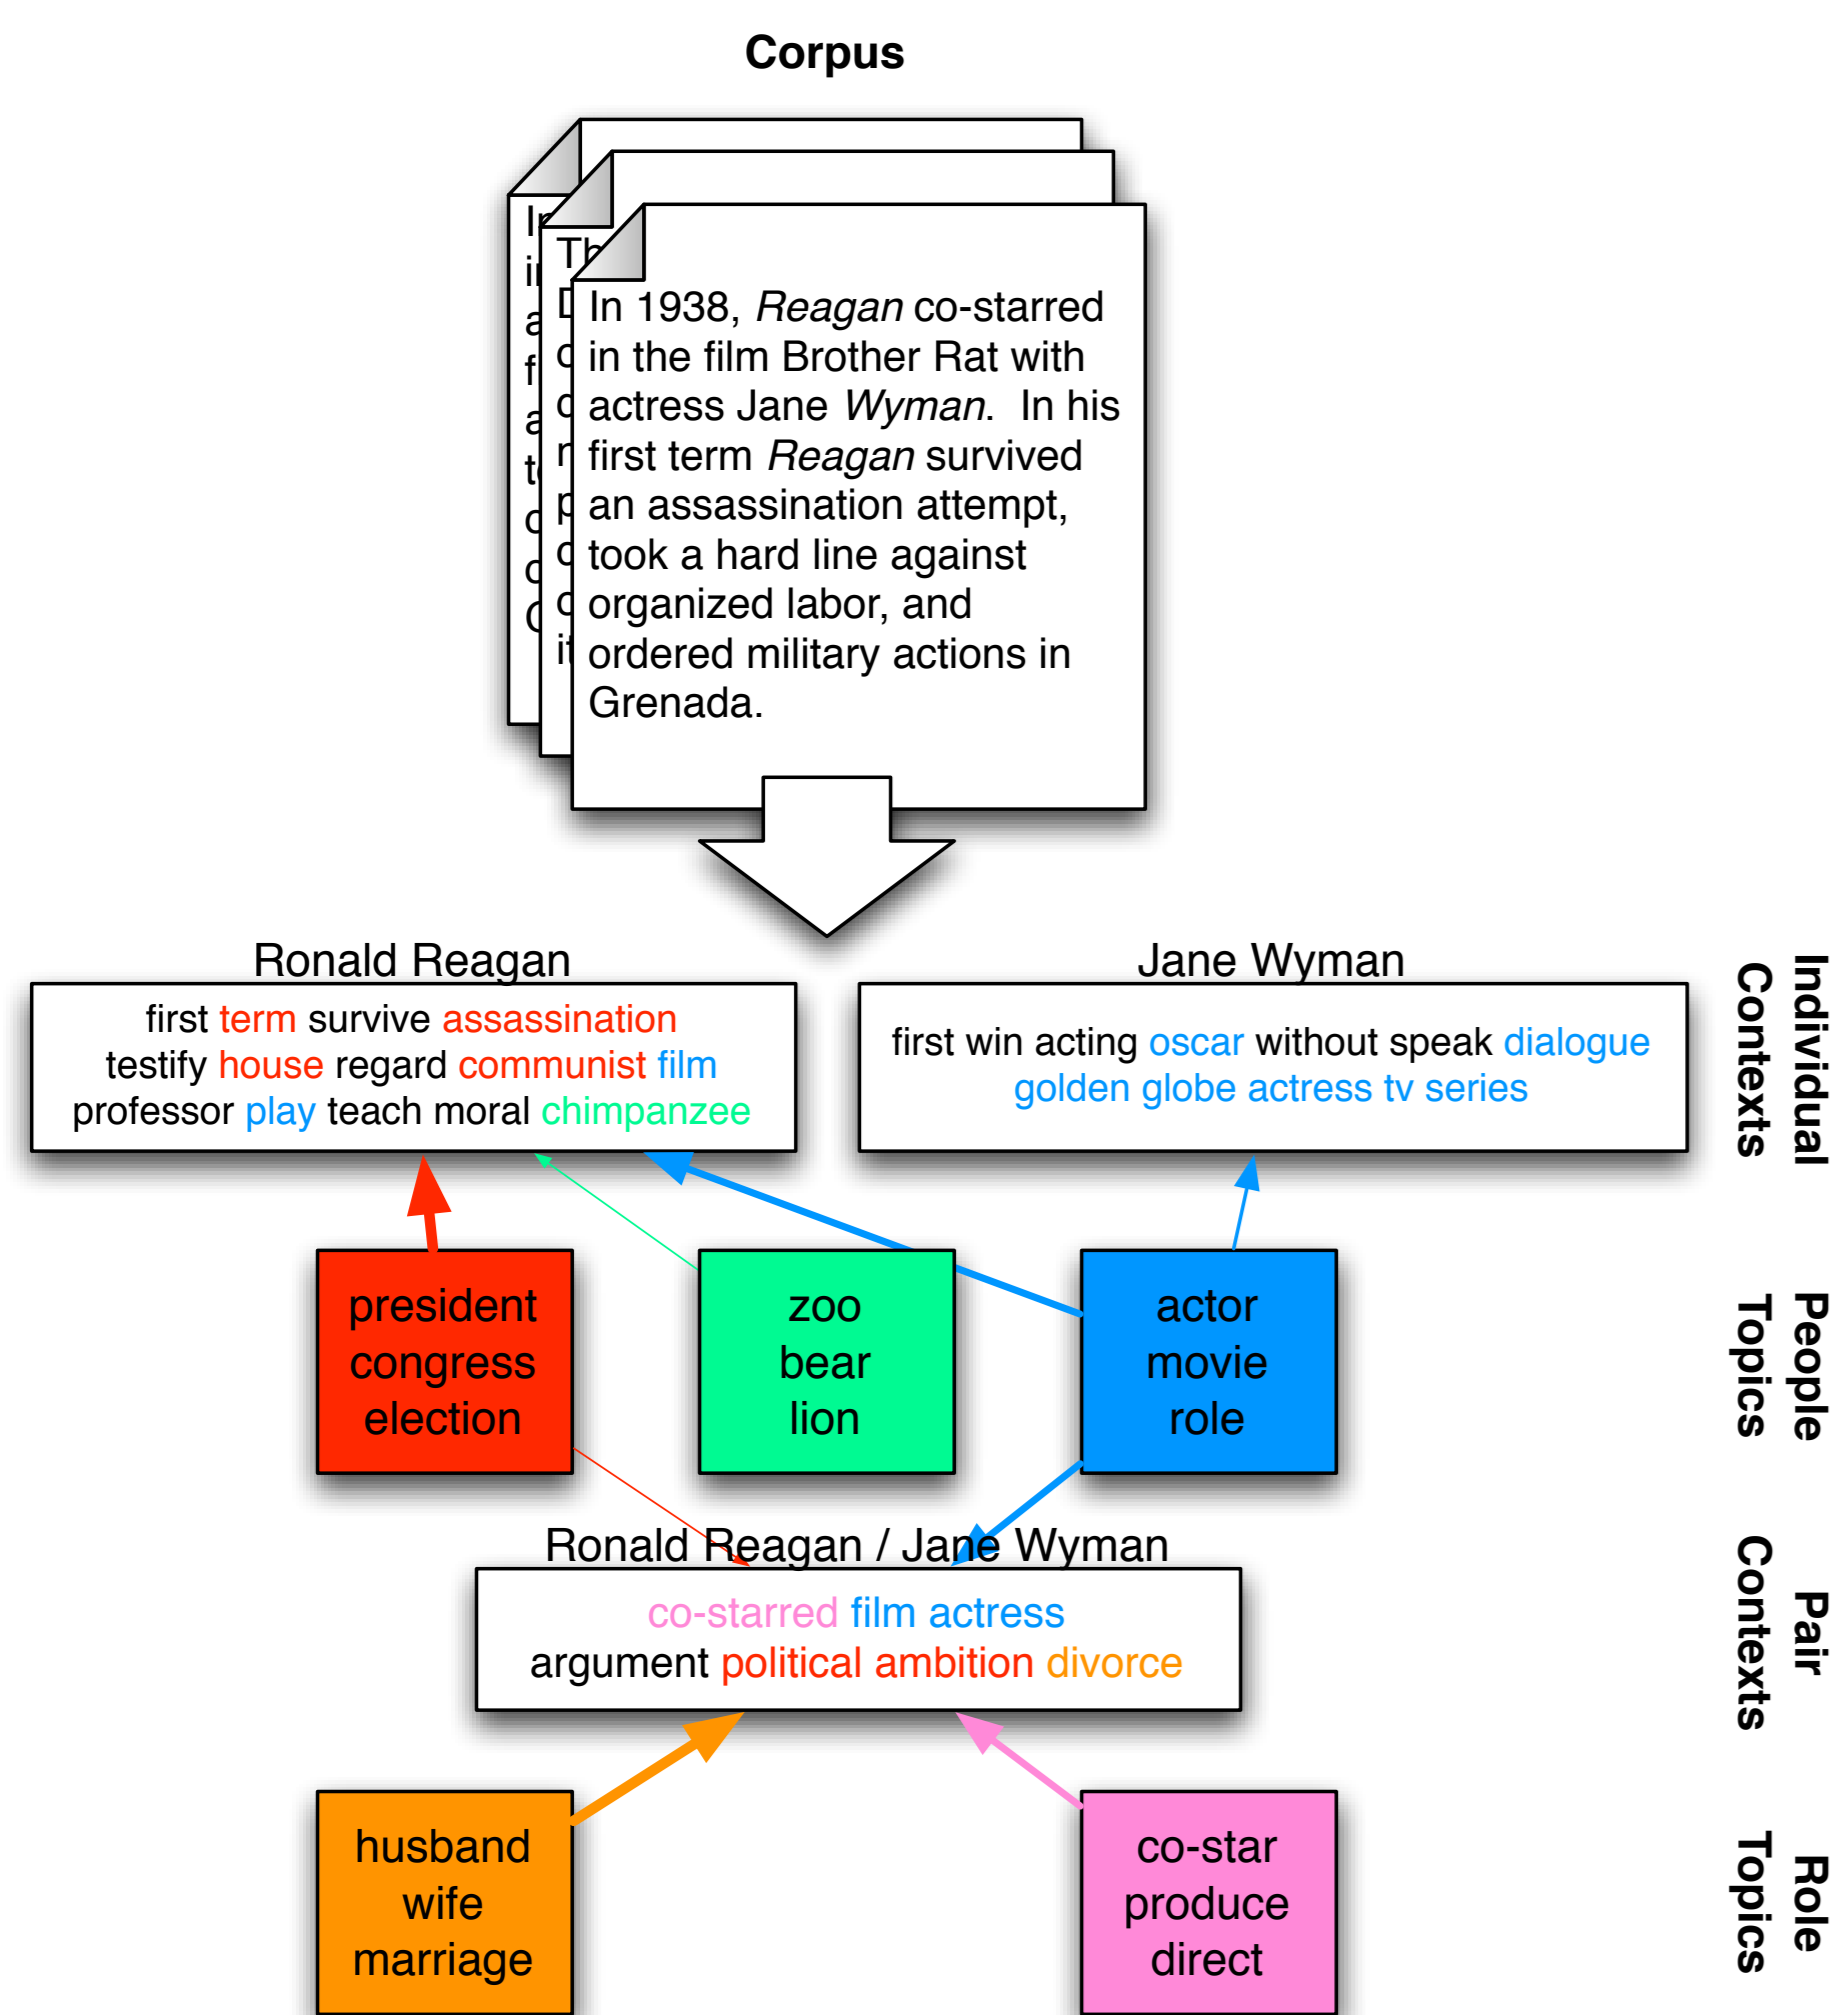 Corpus
In 1938, Reagan co-starred
in the film Brother Rat with
actress Jane Wyman.  In his
first term Reagan survived
an assassination attempt,
took a hard line against
organized labor, and
ordered military actions in
Grenada.
Ronald Reagan
first term survive assassination
testify house regard communist film
professor play teach moral chimpanzee
Jane Wyman
first win acting oscar without speak dialogue
golden globe actress tv series
Individual
Contexts
president
congress
election
zoo
bear
lion
actor
movie
role
People
Topics
Ronald Reagan / Jane Wyman
co-starred film actress
argument political ambition divorce
Pair
Contexts
husband
wife
marriage
co-star
produce
direct
Role
Topics